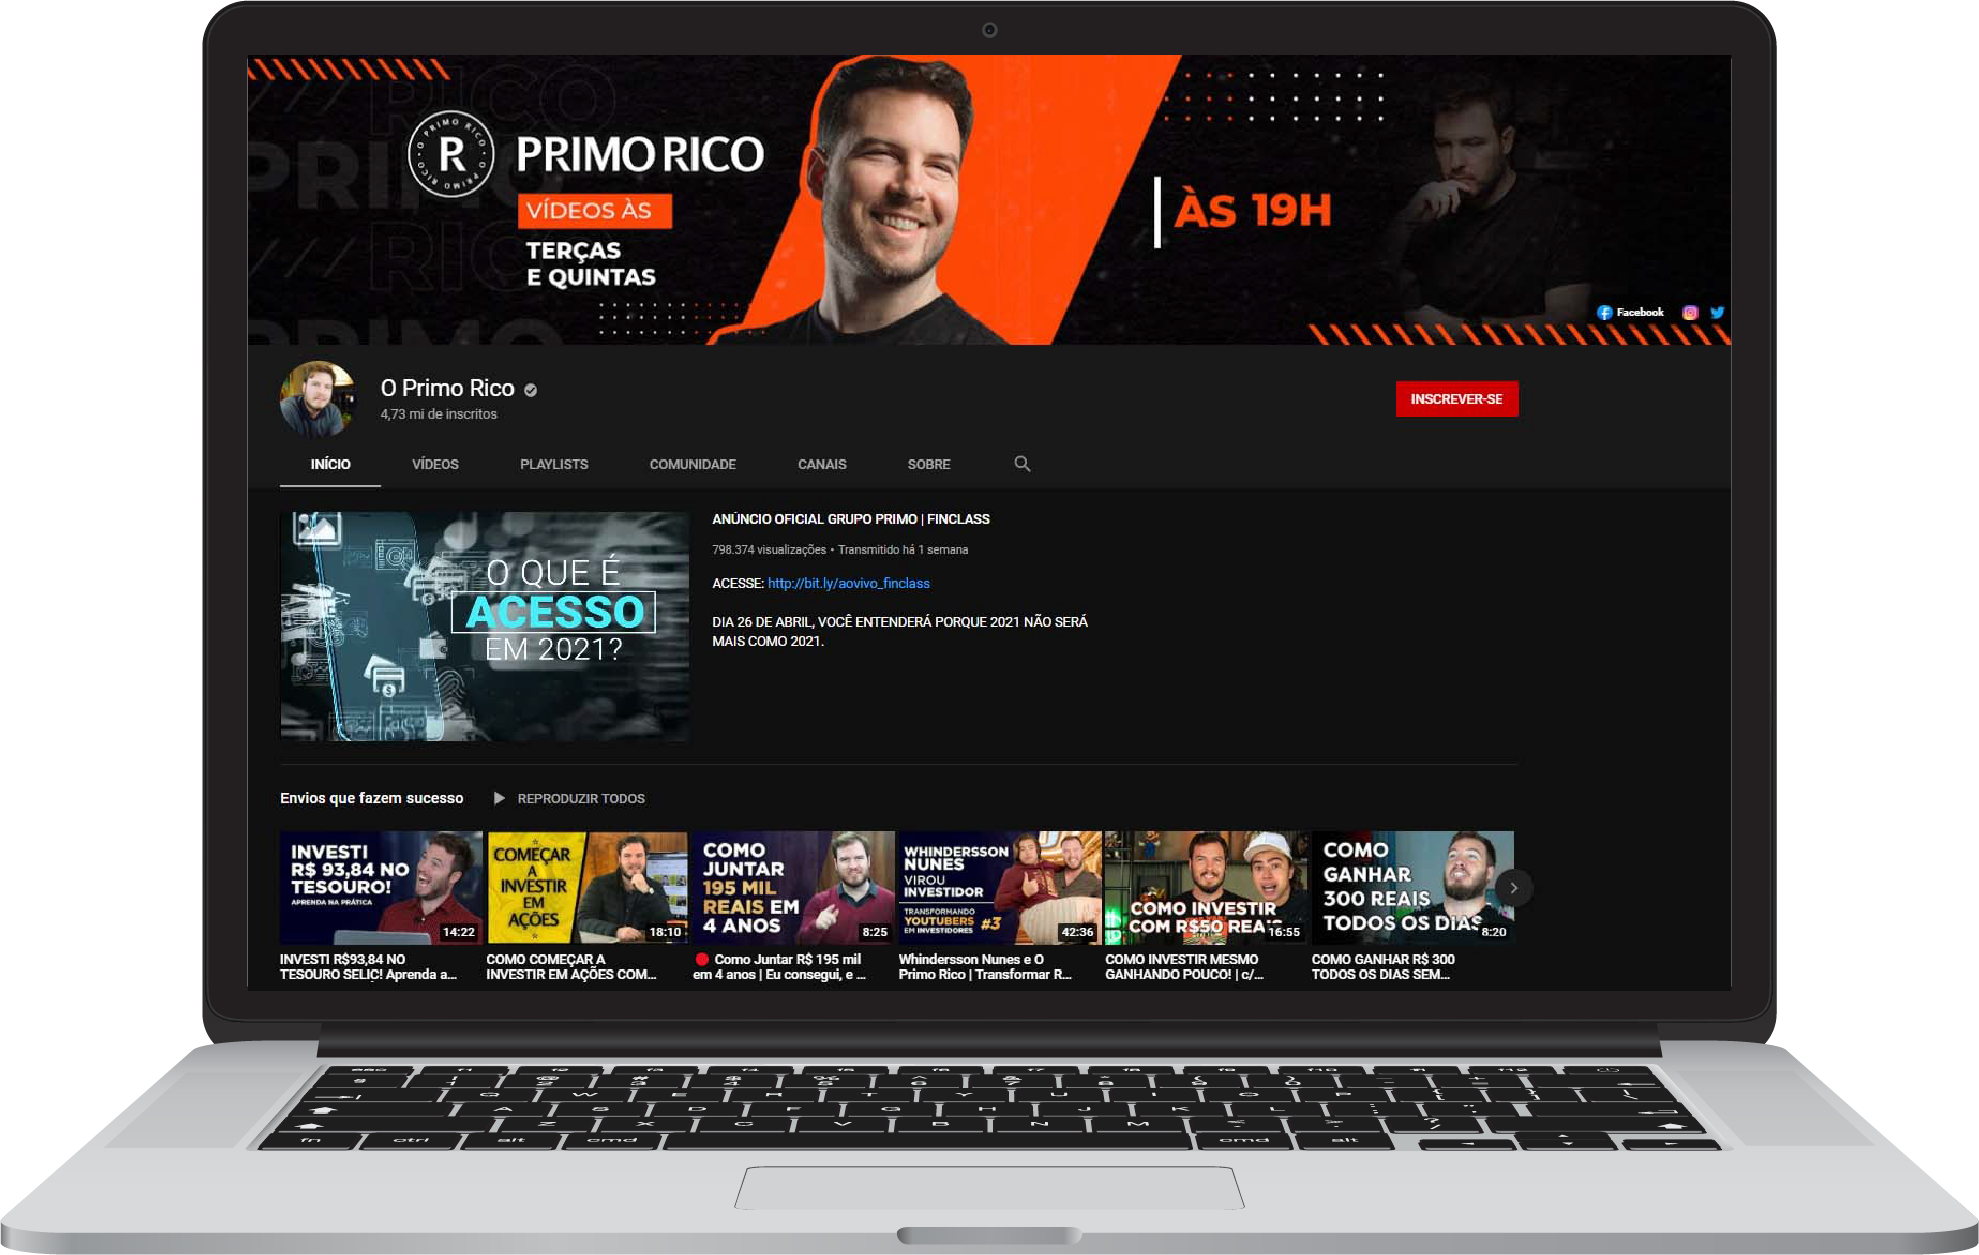 PRIMO RICO
R
PRIMO RICO
VÍDEOS ÀS
TERÇAS
E QUINTAS
ÀS 19H
Facebook
O Primo Rico
4,73 mi de inscritos
INSCREVER-SE
INÍCIO VÍDEOS PLAYLISTS COMUNIDADE CANAIS SOBRE
O QUE É
ACESSO
EM 2021?
ANÚNCIO OFICIAL GRUPO PRIMO | FINCLASS
798.374 visualizações • Transmitido há 1 semana
ACESSE: http://bit.ly/aovivo_finclass
DIA 26 DE ABRIL, VOCÊ ENTENDERÁ PORQUE 2021 NÃO SERÁ
MAIS COMO 2021.
Envios que fazem sucesso REPRODUZIR TODOS
INVESTI
R$ 93,84 NO
TESOURO!
APRENDA NA PRÁTICA
14:22
COMEÇAR
A
INVESTIR
EM
AÇÕES
18:10
COMO
JUNTAR
195 MIL
REAIS EM
4 ANOS
8:25
WHINDERSSON
NUNES
VIROU
INVESTIDOR
TRANSFORMANDO
YOUTUBERS
EM INVESTIDORES
#3
42:36
COMO INVESTIR
COM R$50 REA
16:55
COMO
GANHAR
300 REAIS
TODOS OS DIAS
8:20
INVESTI R$93,84 NO
TESOURO SELIC! Aprenda a...
COMO COMEÇAR A
INVESTIR EM AÇÕES COM...
Como Juntar R$ 195 mil
em 4 anos | Eu consegui, e ...
Whindersson Nunes e O
Primo Rico | Transformar R...
COMO INVESTIR MESMO
GANHANDO POUCO! | c/...
COMO GANHAR R$ 300
TODOS OS DIAS SEM...
Q W E R T Y U I O P
A S D F G H J K L
Z X C V B N M
fn ctrl alt cmd cmd alt